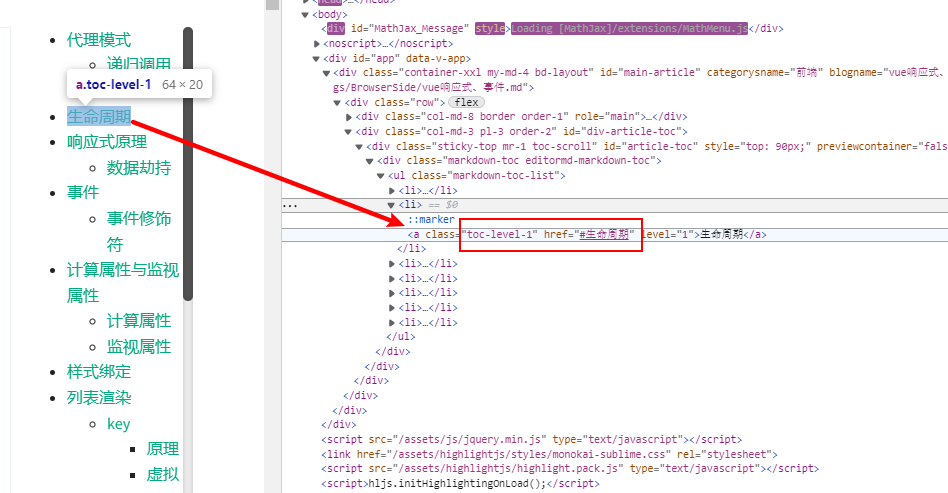 代理模式
递归调用
a.toc-level-1 64 × 20
生命周期
响应式原理
数据劫持
事件
事件修饰
符
计算属性与监视
属性
计算属性
监视属性
样式绑定
列表渲染
key
原理
虚拟
<head>…</head>
<body>
<div id="MathJax_Message" style>Loading [MathJax]/extensions/MathMenu.js</div>
<noscript>…</noscript>
<div id="app" data-v-app>
<div class="container-xxl my-md-4 bd-layout" id="main-article" categorysname="前端" blogname="vue响应式、
gs/BrowserSide/vue响应式、事件.md">
<div class="row"> flex
<div class="col-md-8 border order-1" role="main">…</div>
<div class="col-md-3 pl-3 order-2" id="div-article-toc">
<div class="sticky-top mr-1 toc-scroll" id="article-toc" style="top: 90px;" previewcontainer="fals
<div class="markdown-toc editormd-markdown-toc">
<ul class="markdown-toc-list">
<li>…</li>
... <li> == $0
::marker
<a class="toc-level-1" href="#生命周期" level="1">生命周期</a>
</li>
<li>…</li>
<li>…</li>
<li>…</li>
<li>…</li>
<li>…</li>
</ul>
</div>
</div>
</div>
</div>
</div>
</div>
<script src="/assets/js/jquery.min.js" type="text/javascript"></script>
<link href="/assets/highlightjs/styles/monokai-sublime.css" rel="stylesheet">
<script src="/assets/highlightjs/highlight.pack.js" type="text/javascript"></script>
<script>hljs.initHighlightingOnLoad();</script>